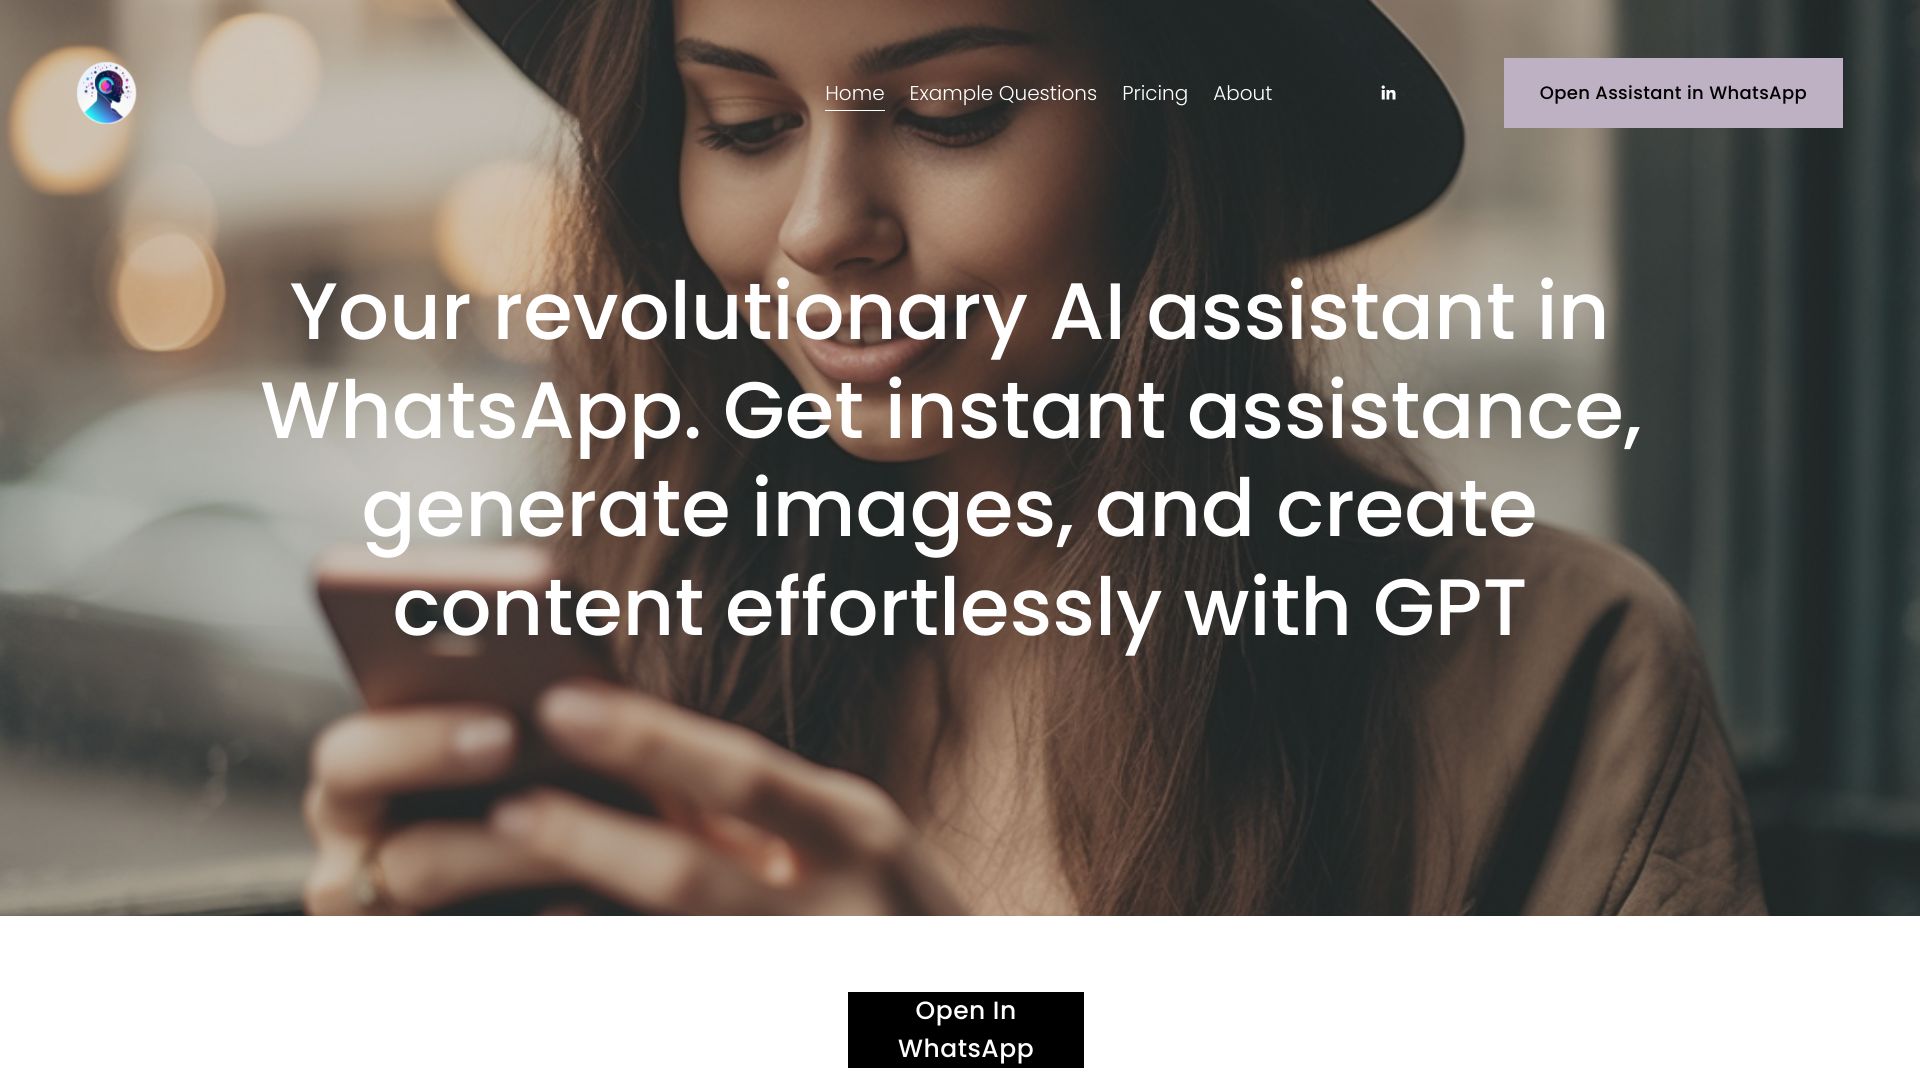 Home Example Questions Pricing About in Open Assistant in WhatsApp
Your revolutionary AI assistant in
WhatsApp. Get instant assistance,
generate images, and create
content effortlessly with GPT
Open In
WhatsApp